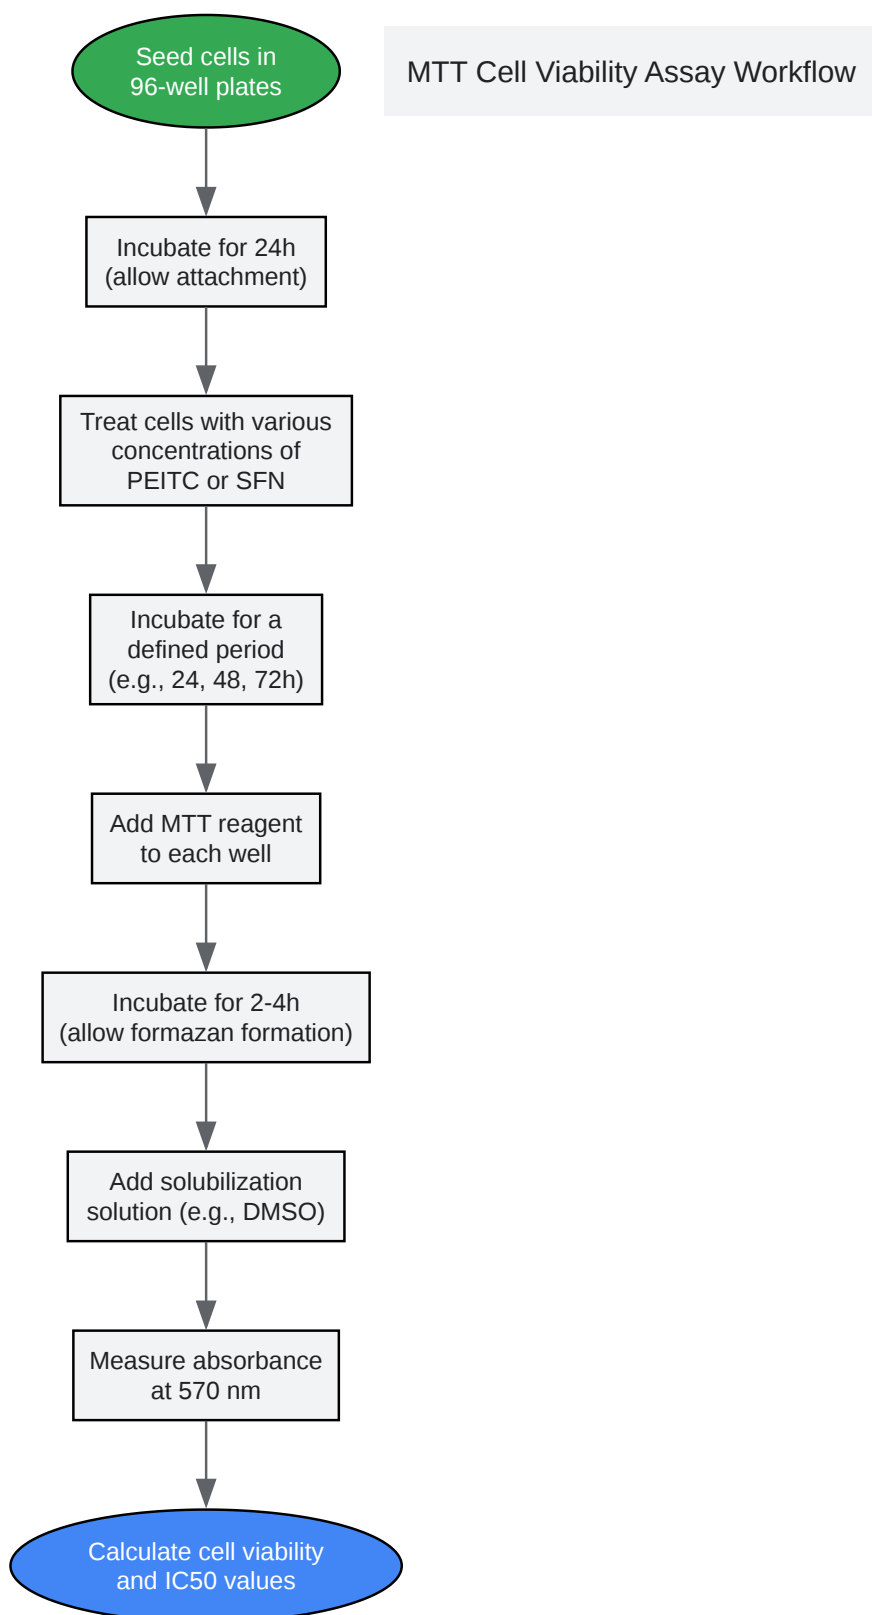 Seed cells in
96-well plates
MTT Cell Viability Assay Workflow
Incubate for 24h
(allow attachment)
Treat cells with various
concentrations of
PEITC or SFN
Incubate for a
defined period
(e.g., 24, 48, 72h)
Add MTT reagent
to each well
Incubate for 2-4h
(allow formazan formation)
Add solubilization
solution (e.g., DMSO)
Measure absorbance
at 570 nm
Calculate cell viability
and IC50 values